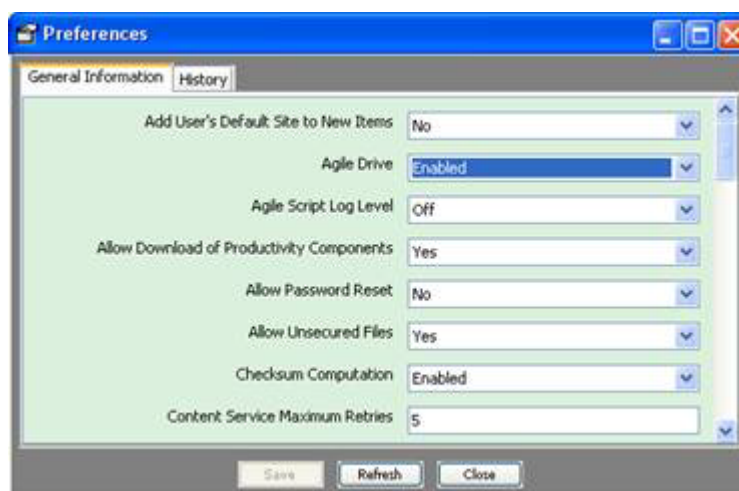 Preferences
General Information History
Add User's Default Site to New Items No
Agile Drive Enabled
Agile Script Log Level Off
Allow Download of Productivity Components Yes
Allow Password Reset No
Allow Unsecured Files Yes
Checksum Computation Enabled
Content Service Maximum Retries 5
Save Refresh Close